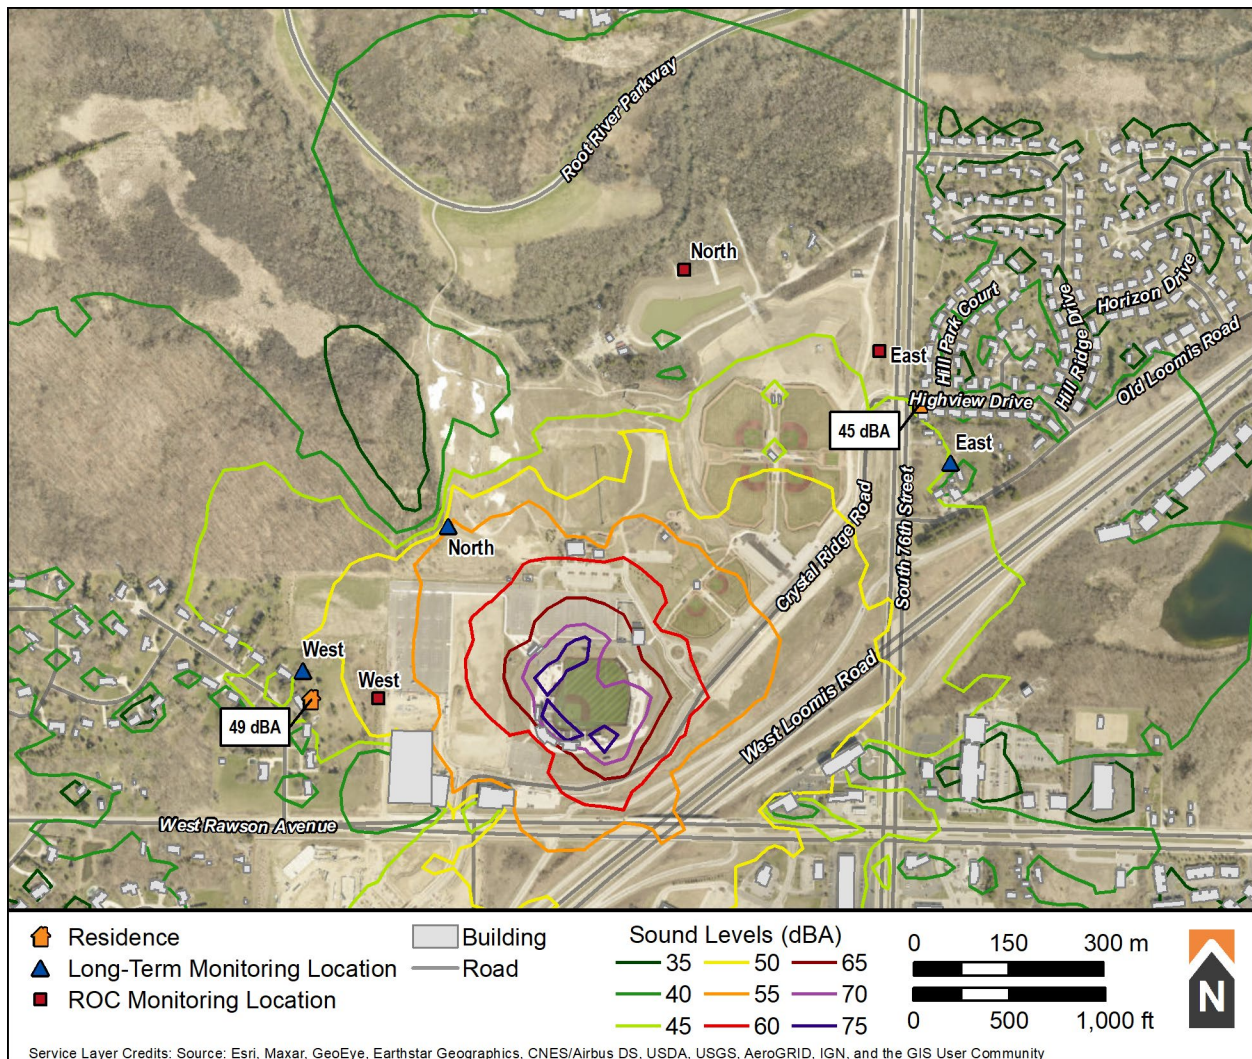 Root River Parkway
North
East
Hill Park Court
Hill Ridge Drive
Horizon Drive
Old Loomis Road
Highview Drive
45 dBA
East
North
Crystal Ridge Road
South 76th Street
West
West
49 dBA
West Loomis Road
West Rawson Avenue
Residence
Long-Term Monitoring Location
ROC Monitoring Location
Building
Road
Sound Levels (dBA)
35 50 65
40 55 70
45 60 75
0 150 300 m
0 500 1,000 ft
N
Service Layer Credits: Source: Esri, Maxar, GeoEye, Earthstar Geographics, CNES/Airbus DS, USDA, USGS, AeroGRID, IGN, and the GIS User Community